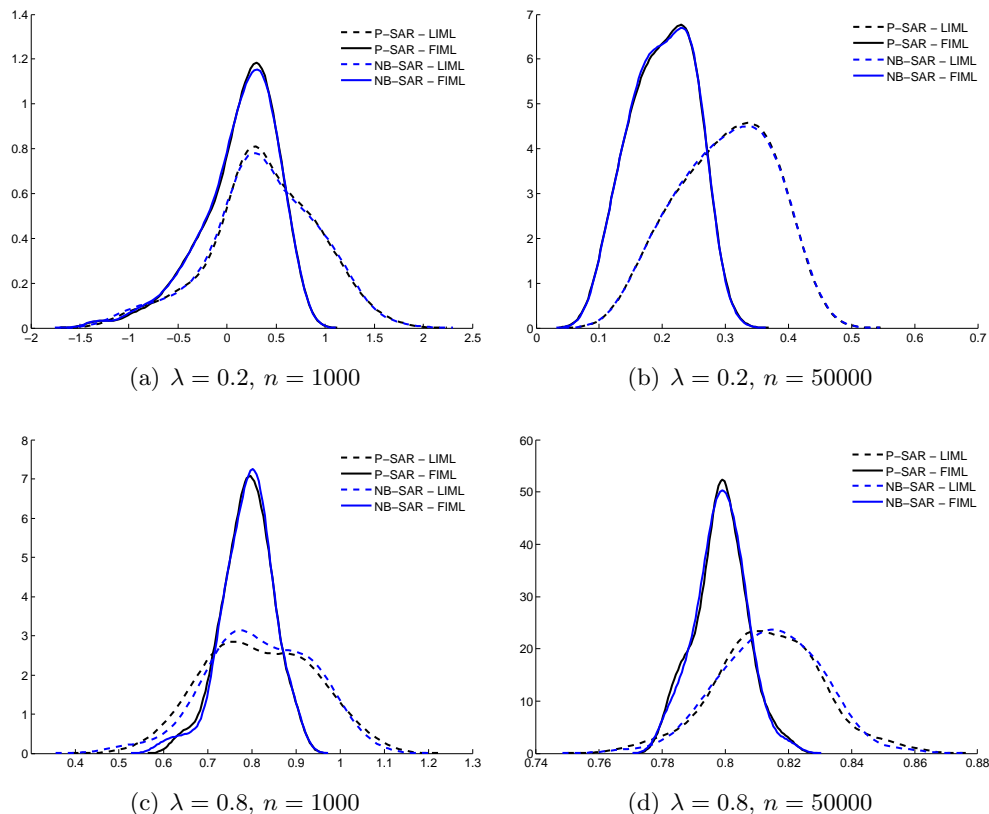 1.4
1.2
1
0.8
0.6
0.4
0.2
0
−2 −1.5 −1 −0.5 0 0.5 1 1.5 2 2.5
P−SAR − LIML
P−SAR − FIML
NB−SAR − LIML
NB−SAR − FIML
(a) λ = 0.2, n = 1000
7
6
5
4
3
2
1
0
0 0.1 0.2 0.3 0.4 0.5 0.6 0.7
P−SAR − LIML
P−SAR − FIML
NB−SAR − LIML
NB−SAR − FIML
(b) λ = 0.2, n = 50000
8
7
6
5
4
3
2
1
0
0.4 0.5 0.6 0.7 0.8 0.9 1 1.1 1.2 1.3
P−SAR − LIML
P−SAR − FIML
NB−SAR − LIML
NB−SAR − FIML
(c) λ = 0.8, n = 1000
60
50
40
30
20
10
0
0.74 0.76 0.78 0.8 0.82 0.84 0.86 0.88
P−SAR − LIML
P−SAR − FIML
NB−SAR − LIML
NB−SAR − FIML
(d) λ = 0.8, n = 50000